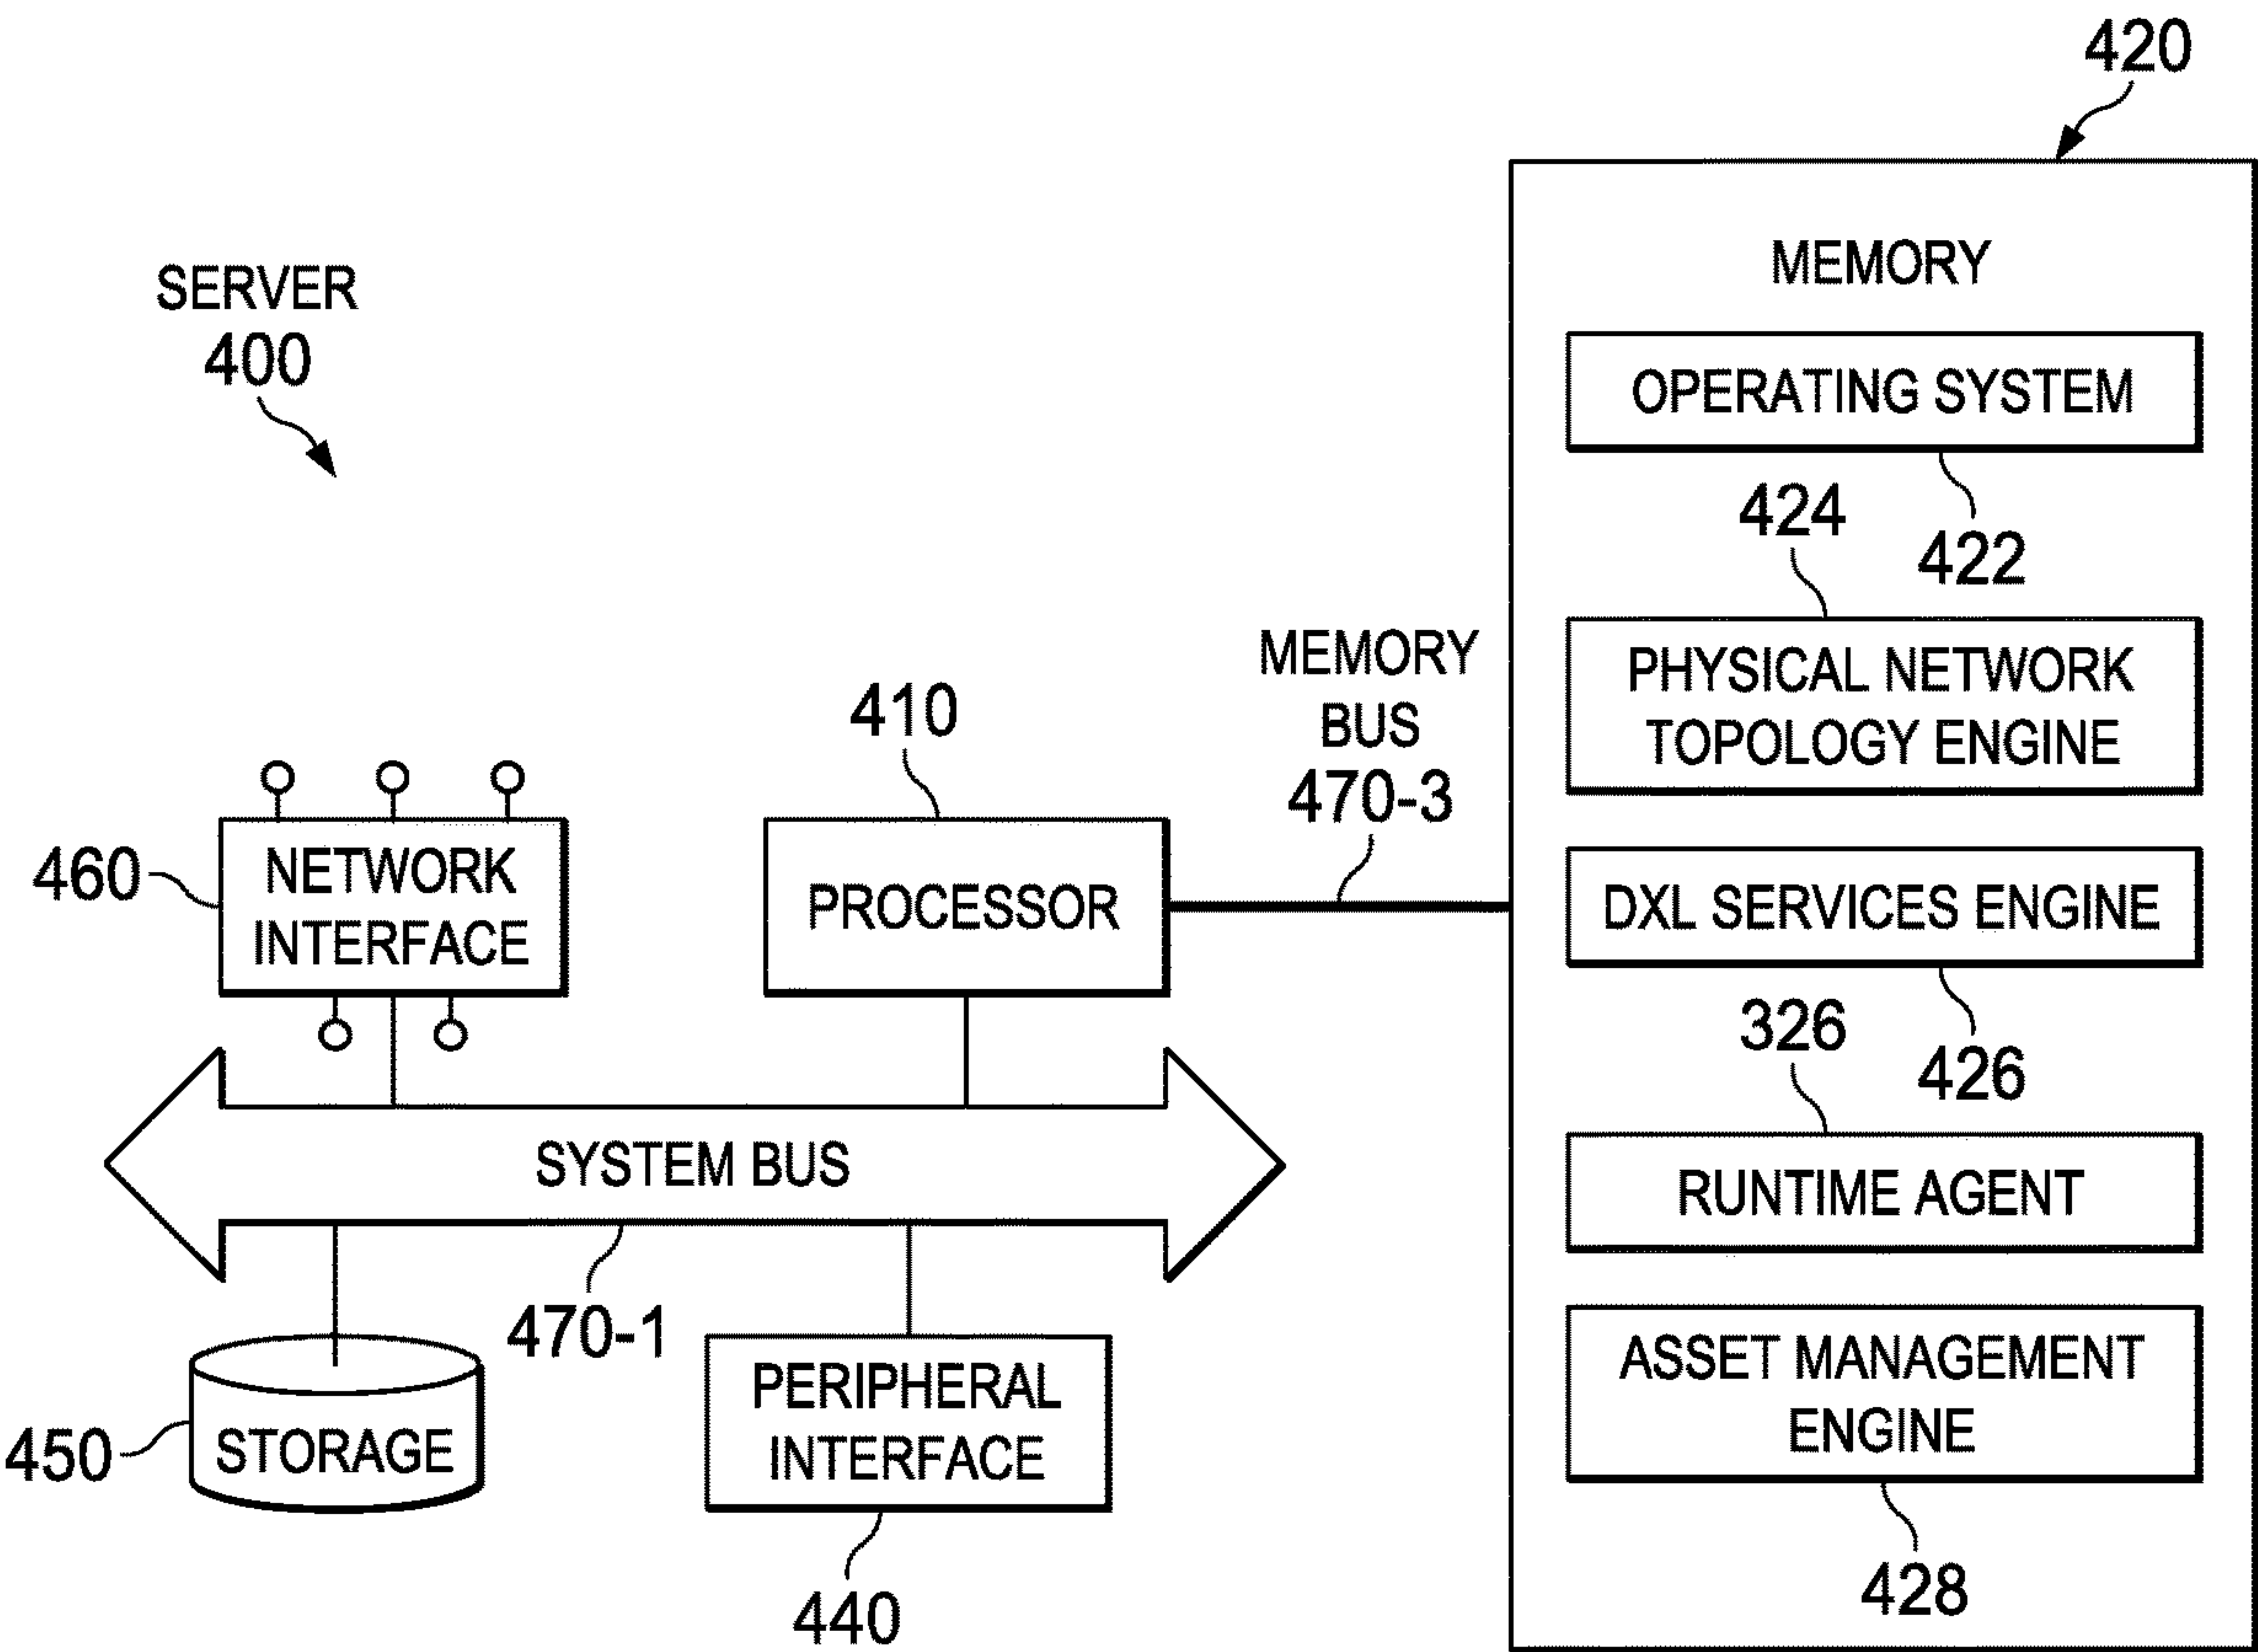 420
SERVER
400
MEMORY
OPERATING SYSTEM
422
424
PHYSICAL NETWORK
TOPOLOGY ENGINE
DXL SERVICES ENGINE
426
326
RUNTIME AGENT
ASSET MANAGEMENT
ENGINE
428
MEMORY
BUS
470-3
410
PROCESSOR
460
NETWORK
INTERFACE
SYSTEM BUS
470-1
450
STORAGE
PERIPHERAL
INTERFACE
440